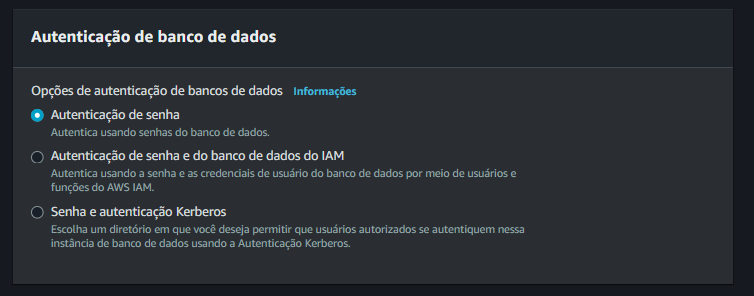 Autenticação de banco de dados
Opções de autenticação de bancos de dados Informações
Autenticação de senha
Autentica usando senhas do banco de dados.
Autenticação de senha e do banco de dados do IAM
Autentica usando a senha e as credenciais de usuário do banco de dados por meio de usuários e
funções do AWS IAM.
Senha e autenticação Kerberos
Escolha um diretório em que você deseja permitir que usuários autorizados se autentiquem nessa
instância de banco de dados usando a Autenticação Kerberos.